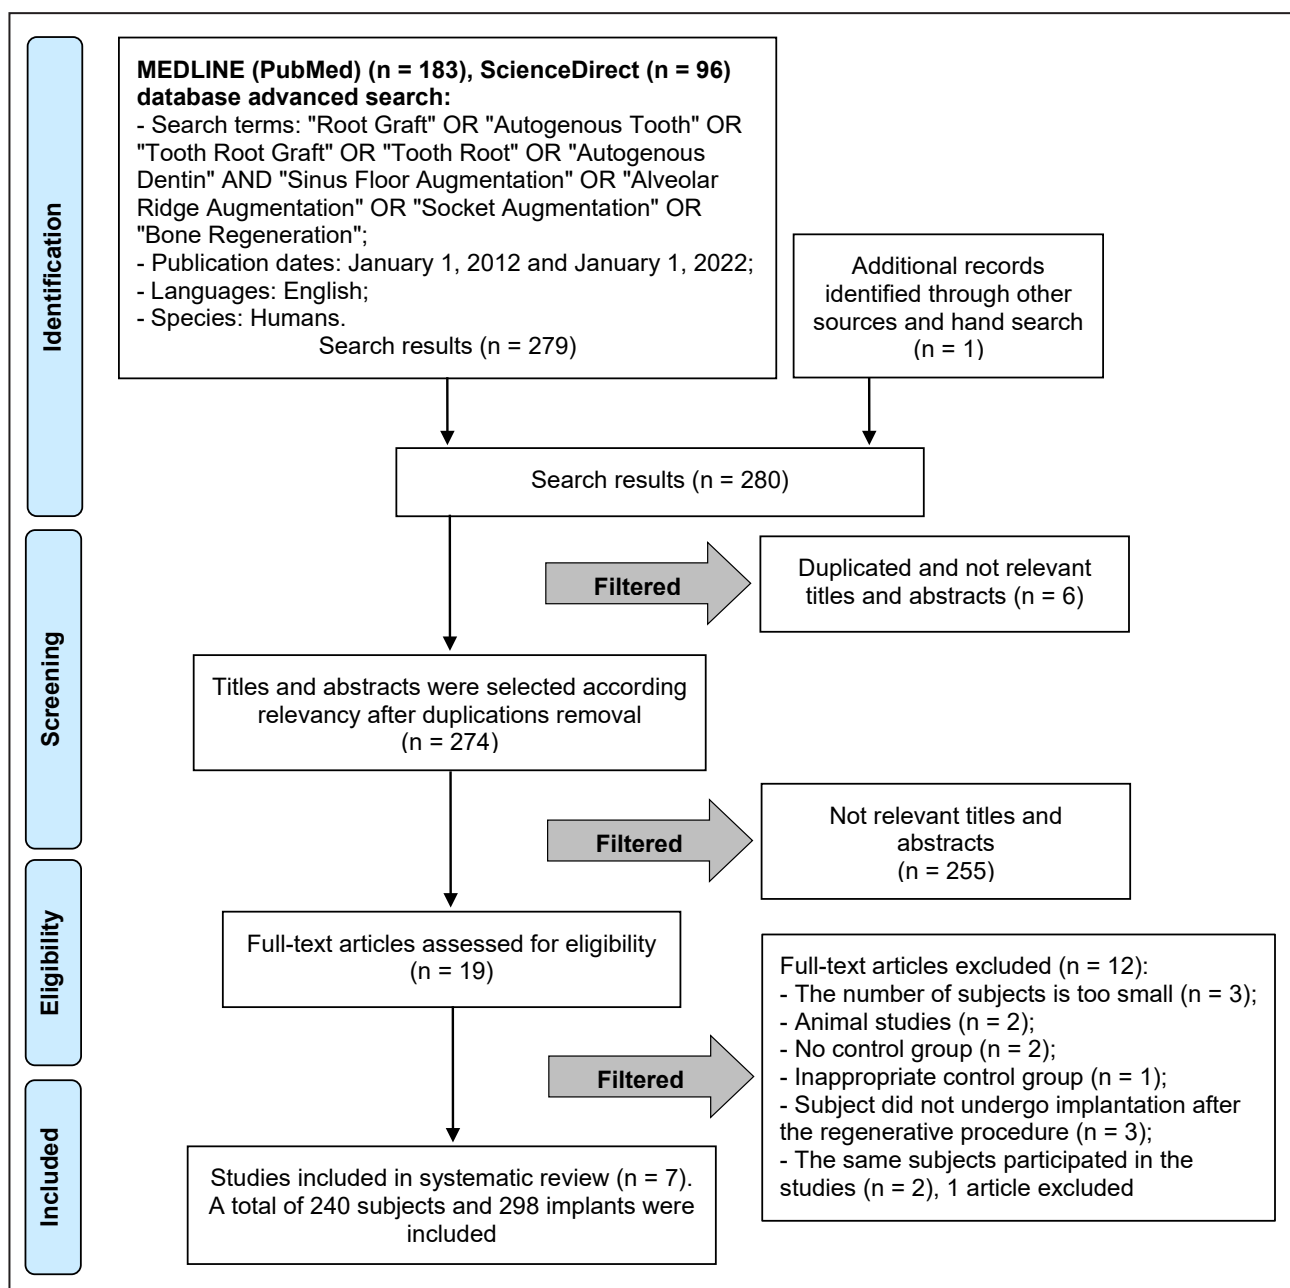 Identification
MEDLINE (PubMed) (n = 183), ScienceDirect (n = 96)
database advanced search:
- Search terms: "Root Graft" OR "Autogenous Tooth" OR
"Tooth Root Graft" OR "Tooth Root" OR "Autogenous
Dentin" AND "Sinus Floor Augmentation" OR "Alveolar
Ridge Augmentation" OR "Socket Augmentation" OR
"Bone Regeneration";
- Publication dates: January 1, 2012 and January 1, 2022;
- Languages: English;
- Species: Humans.
Search results (n = 279)
Additional records
identified through other
sources and hand search
(n = 1)
Search results (n = 280)
Screening
Filtered
Duplicated and not relevant
titles and abstracts (n = 6)
Titles and abstracts were selected according
relevancy after duplications removal
(n = 274)
Filtered
Not relevant titles and
abstracts
(n = 255)
Eligibility
Full-text articles assessed for eligibility
(n = 19)
Filtered
Full-text articles excluded (n = 12):
- The number of subjects is too small (n = 3);
- Animal studies (n = 2);
- No control group (n = 2);
- Inappropriate control group (n = 1);
- Subject did not undergo implantation after
the regenerative procedure (n = 3);
- The same subjects participated in the
studies (n = 2), 1 article excluded
Included
Studies included in systematic review (n = 7).
A total of 240 subjects and 298 implants were
included